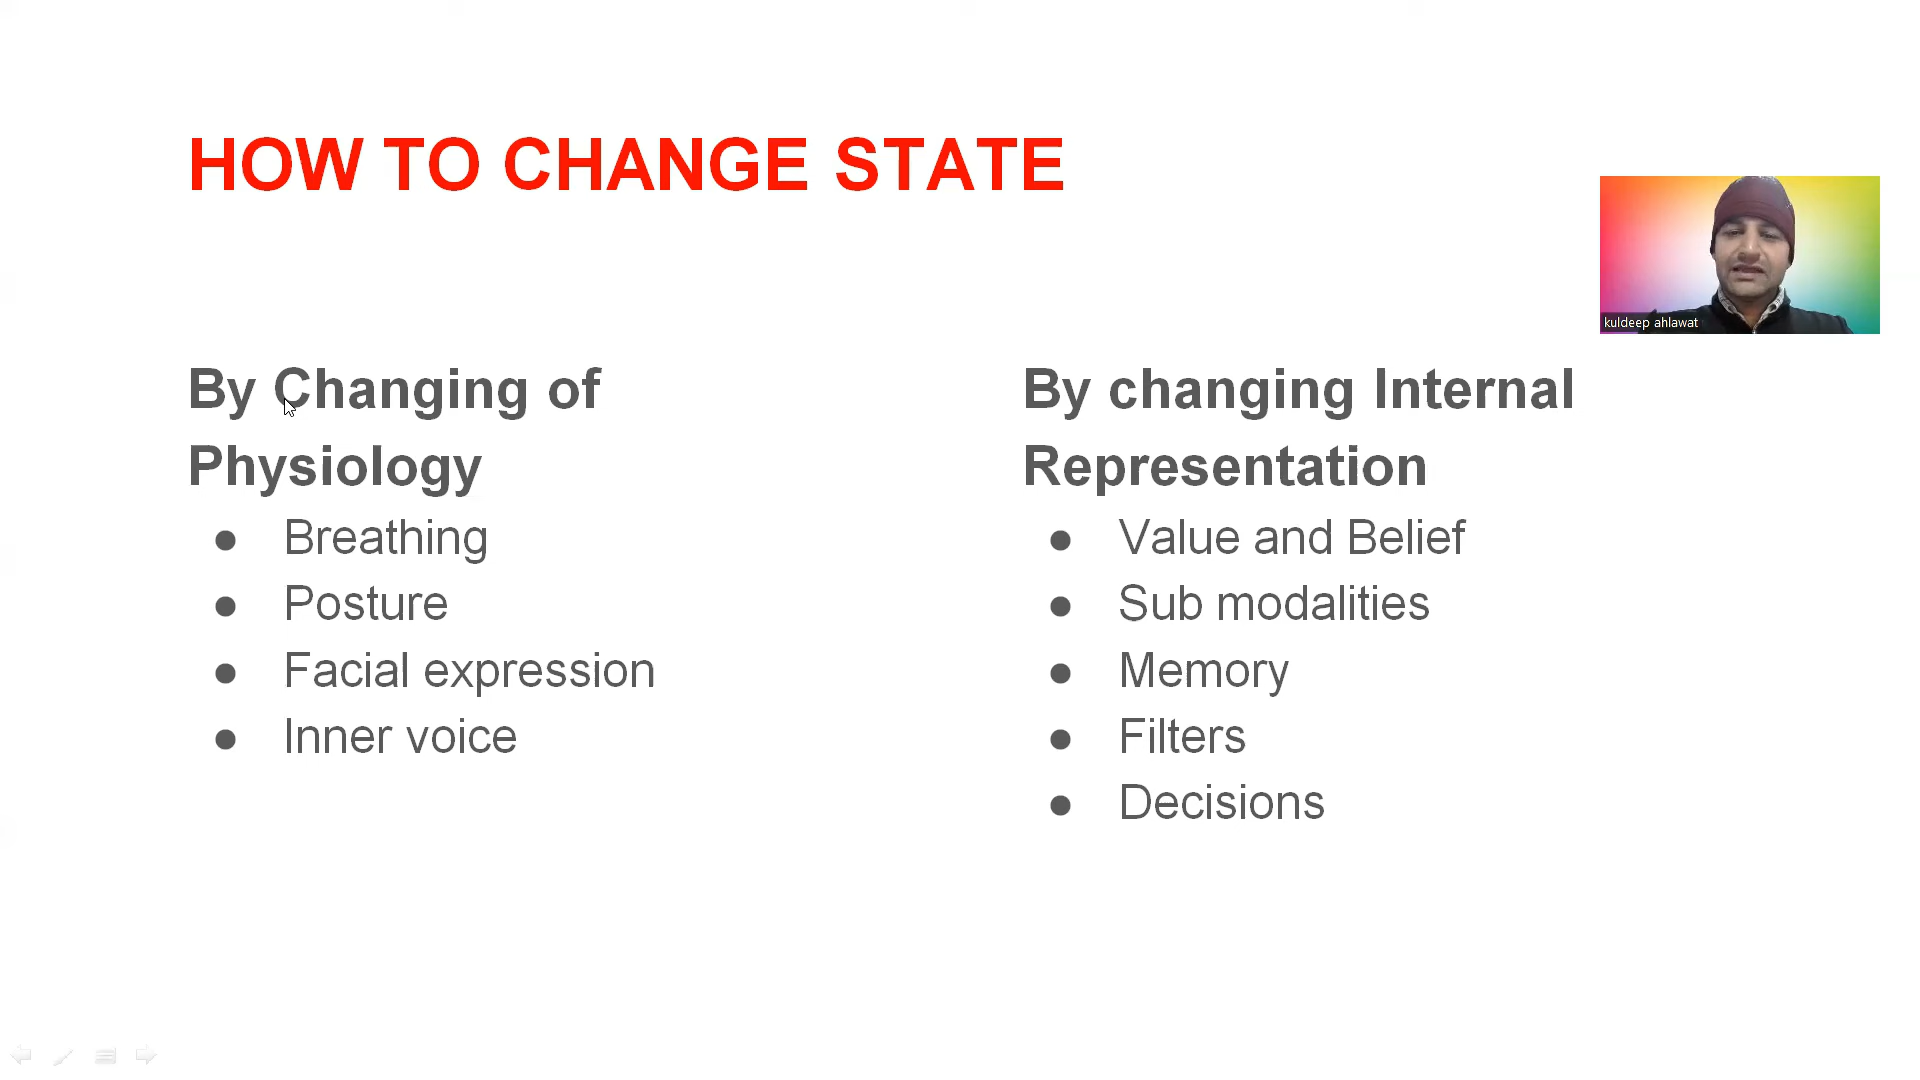 HOW TO CHANGE STATE
kuldeep ahlawat
By Changing of
Physiology
● Breathing
● Posture
● Facial expression
● Inner voice
By changing Internal
Representation
● Value and Belief
● Sub modalities
● Memory
● Filters
● Decisions